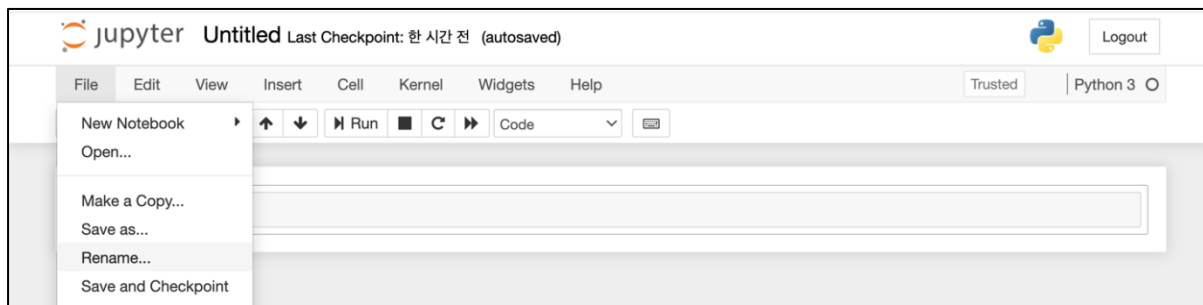 jupyter Untitled Last Checkpoint: 한 시간 전 (autosaved) Logout
File Edit View Insert Cell Kernel Widgets Help Trusted Python 3
New Notebook Run Code
Open...
Make a Copy...
Save as...
Rename...
Save and Checkpoint